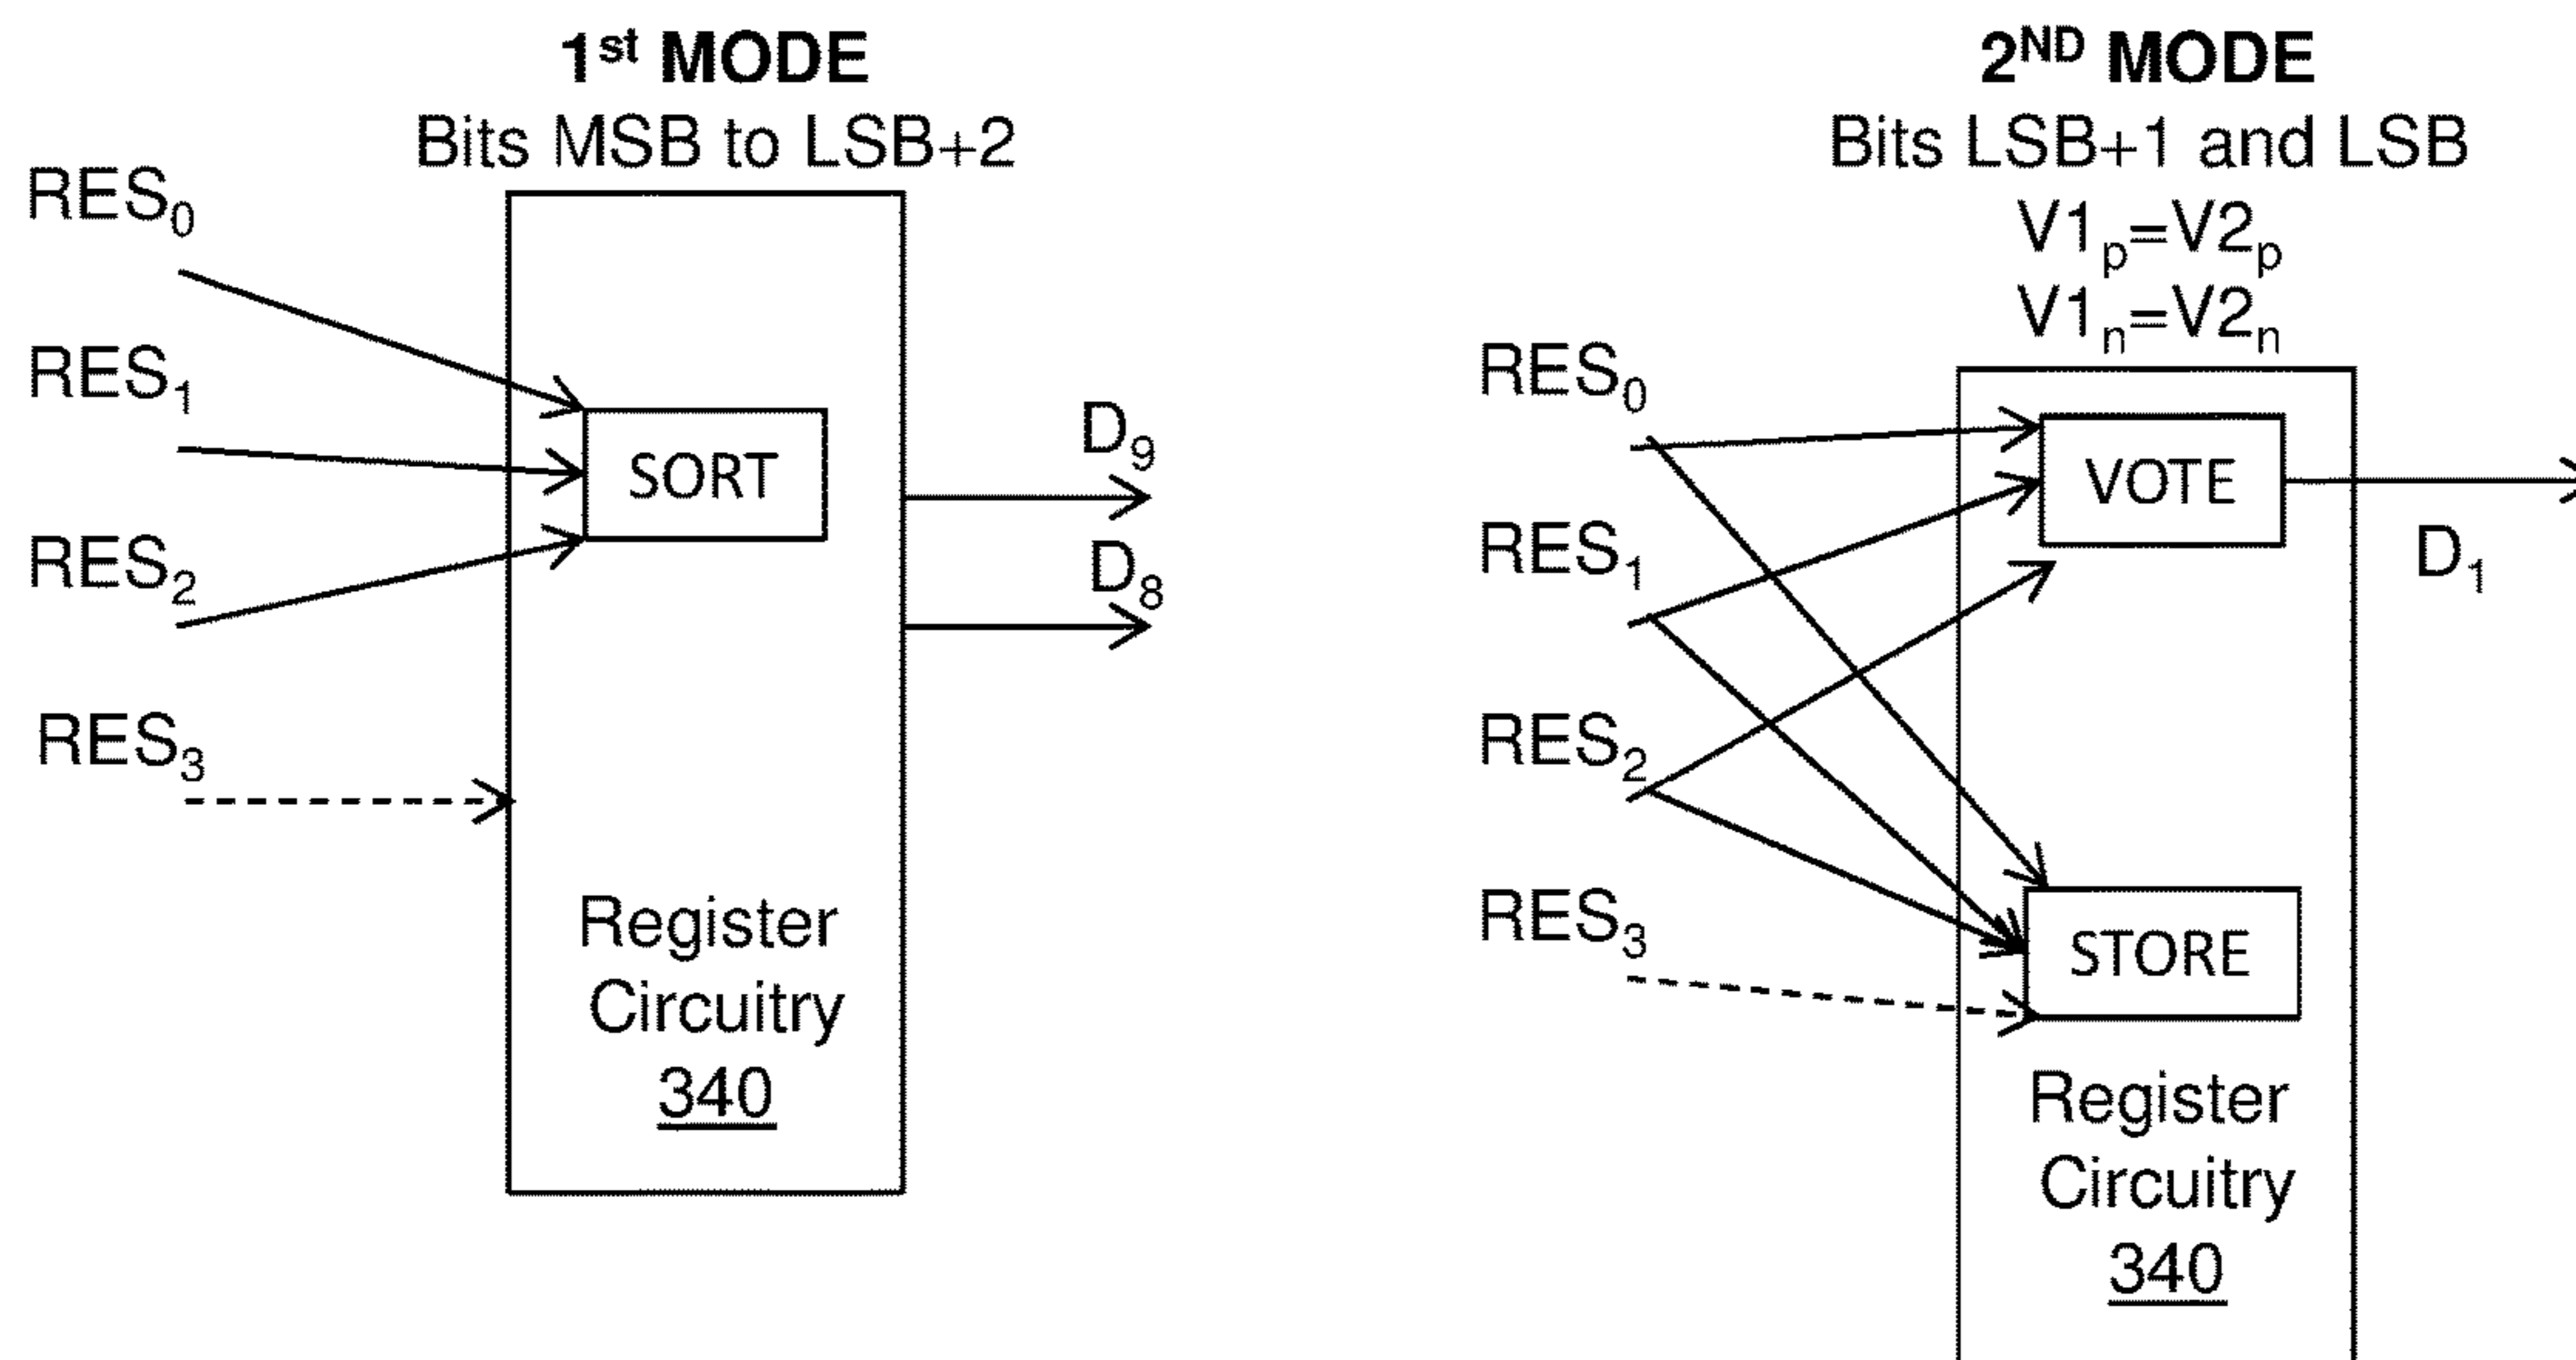 1st MODE
Bits MSB to LSB+2
RES0
RES1
RES2
RES3
SORT
D9
D8
Register
Circuitry
340
2ND MODE
Bits LSB+1 and LSB
V1p=V2p
V1n=V2n
RES0
RES1
RES2
RES3
VOTE
D1
STORE
Register
Circuitry
340